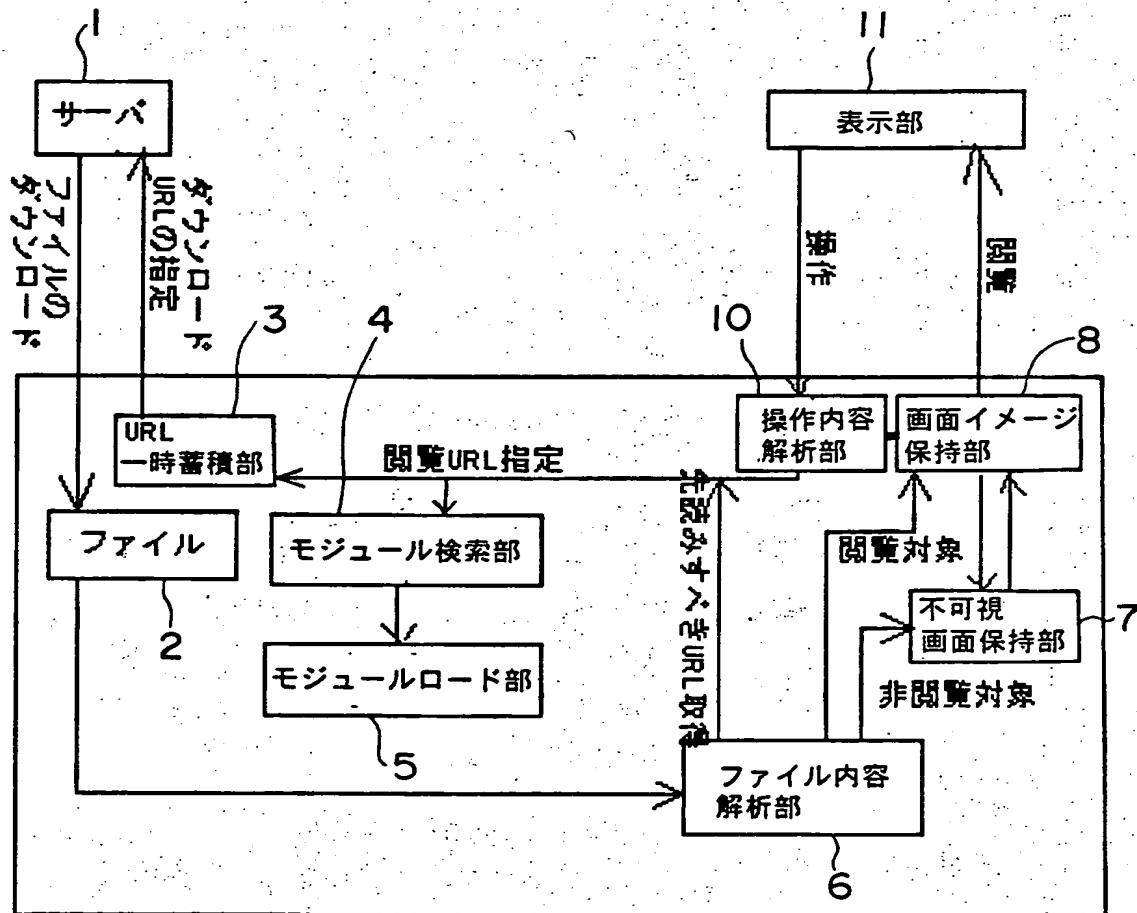 1
サーバ
11
表示部
ファイルの
ダウンロード
ダウンロード
URLの指定
操作
閲覧
3
4
10
8
URL
一時蓄積部
閲覧URL指定
操作内容
解析部
画面イメージ
保持部
ファイル
2
モジュール検索部
先読みすべきURL取得
閲覧対象
不可視
画面保持部
7
モジュールロード部
5
非閲覧対象
ファイル内容
解析部
6